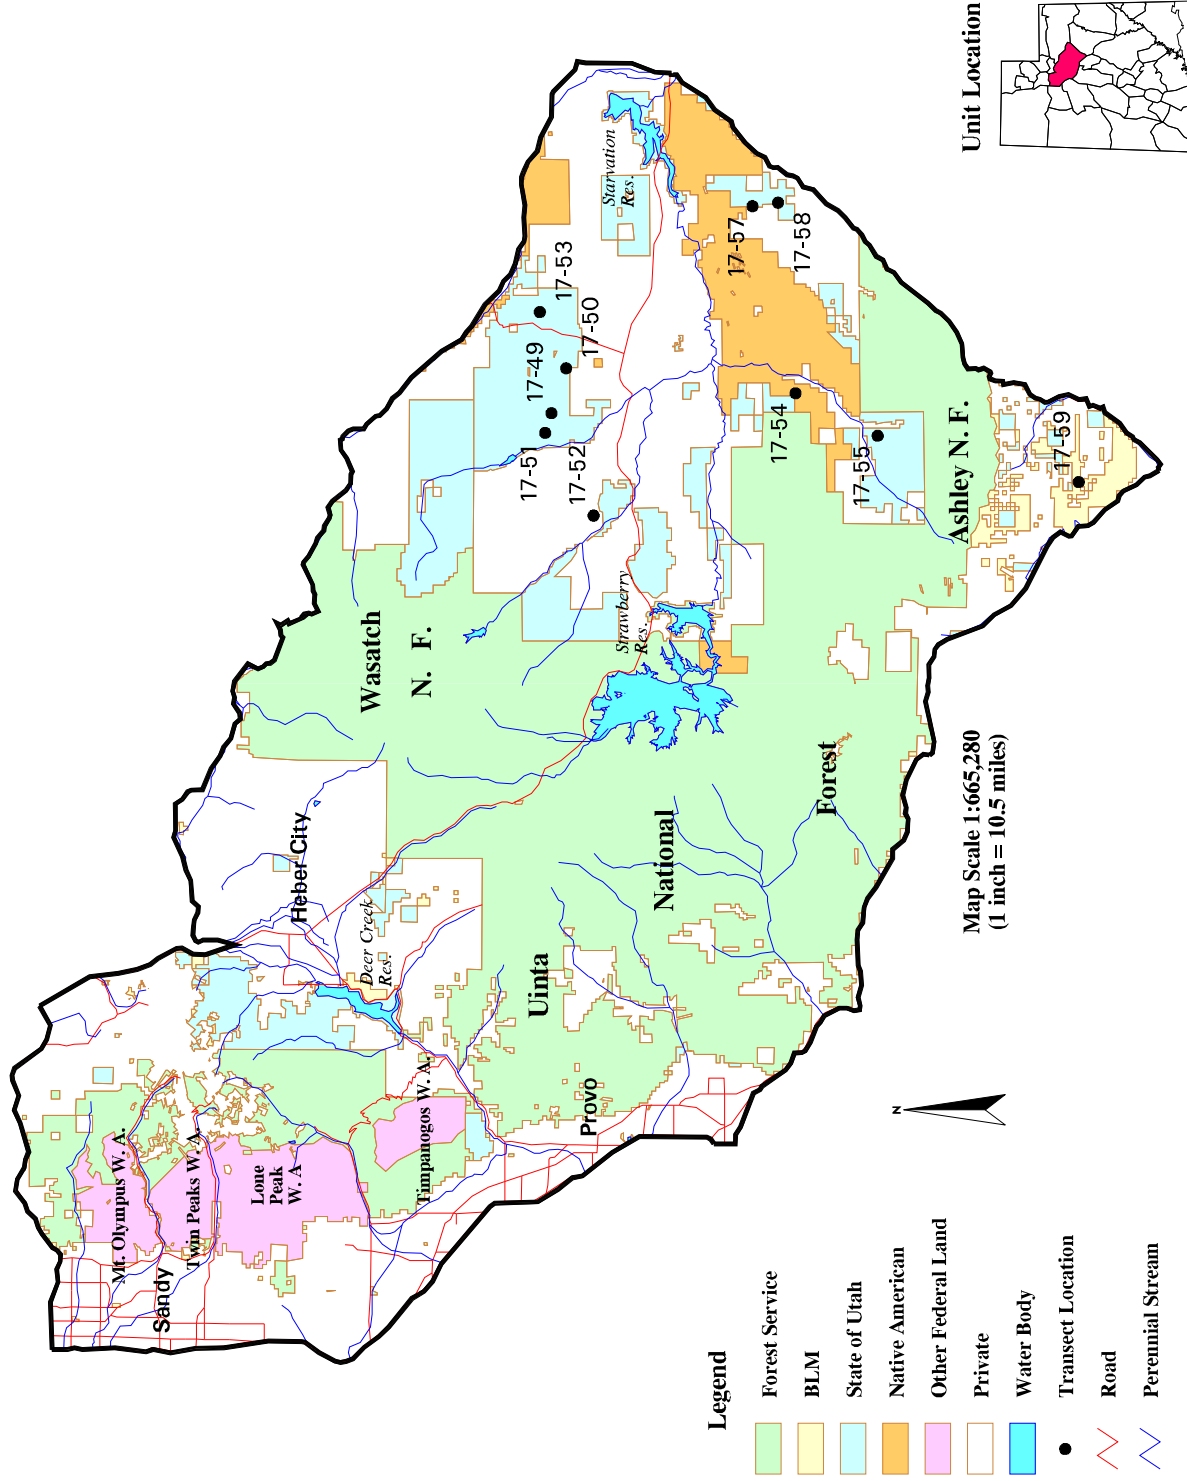 Unit Location
Starvation
Res.
17-53
17-50
17-49
17-51
17-52
17-57
17-58
17-54
17-55
17-59
Ashley N. F.
Wasatch
N. F.
Strawberry
Res.
Heber City
Deer Creek
Res.
Uinta
National
Forest
Provo
Mt. Olympus W. A.
Twin Peaks W. A.
Lone
Peak
W. A
Timpanogos W. A.
Sandy
Map Scale 1:665,280
(1 inch = 10.5 miles)
N
Legend
Forest Service
BLM
State of Utah
Native American
Other Federal Land
Private
Water Body
Transect Location
Road
Perennial Stream